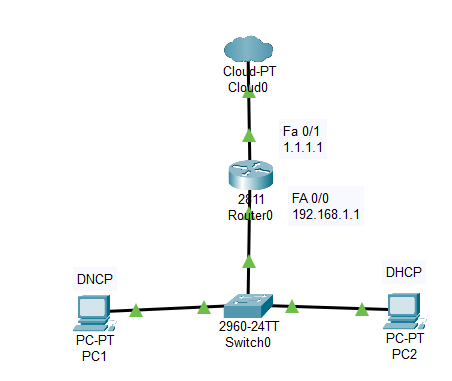 Cloud-PT
Cloud0
Fa 0/1
1.1.1.1
2811
Router0
FA 0/0
192.168.1.1
DNCP
PC-PT
PC1
2960-24TT
Switch0
DHCP
PC-PT
PC2